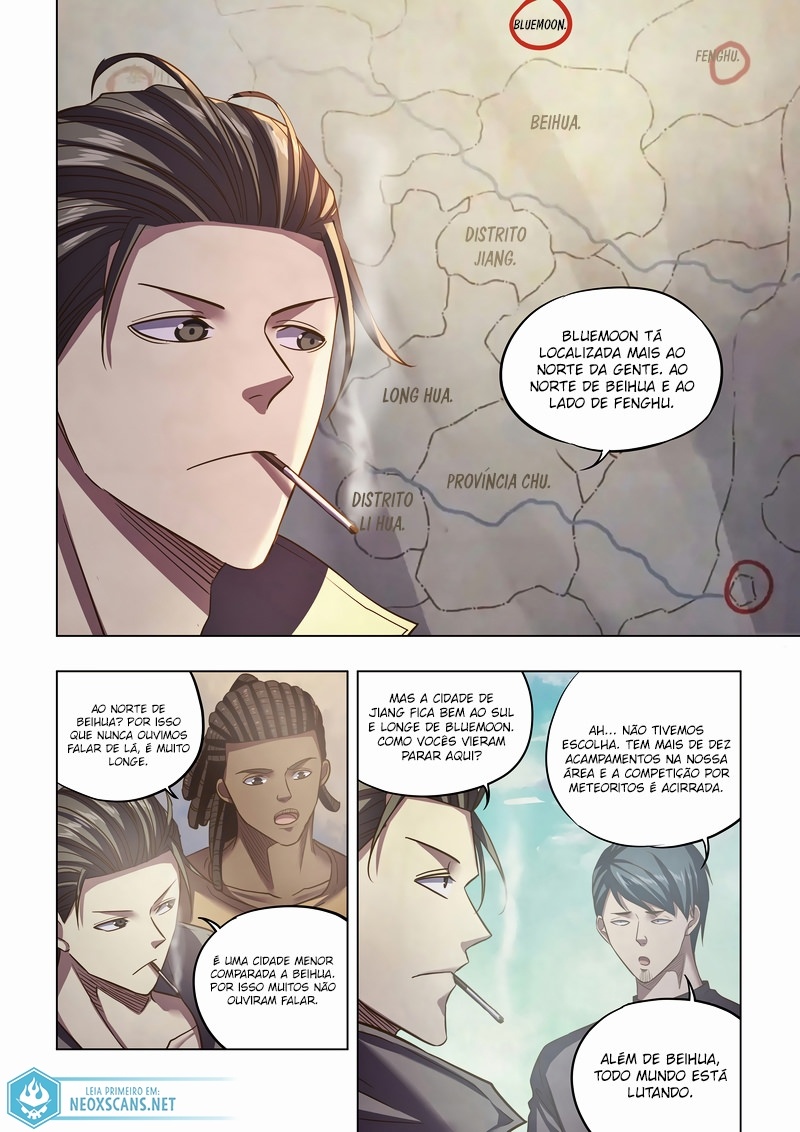 BLUEMOON.
FENGHU.
BEIHUA.
DISTRITO
JIANG.
BLUEMOON TÁ
LOCALIZADA MAIS AO
NORTE DA GENTE. AO
NORTE DE BEIHUA E AO
LADO DE FENGHU.
LONG HUA.
PROVÍNCIA CHU.
DISTRITO
LI HUA.
AO NORTE DE
BEIHUA? POR ISSO
QUE NUNCA OUVIMOS
FALAR DE LÁ, É MUITO
LONGE.
É UMA CIDADE MENOR
COMPARADA A BEIHUA.
POR ISSO MUITOS NÃO
OUVIRAM FALAR.
MAS A CIDADE DE
JIANG FICA BEM AO SUL
E LONGE DE BLUEMOON.
COMO VOCÊS VIERAM
PARAR AQUI?
AH... NÃO TIVEMOS
ESCOLHA. TEM MAIS DE DEZ
ACAMPAMENTOS NA NOSSA
ÁREA E A COMPETIÇÃO POR
METEORITOS É ACIRRADA.
ALÉM DE BEIHUA,
TODO MUNDO ESTÁ
LUTANDO.
LEIA PRIMEIRO EM:
NEOXSCANS.NET